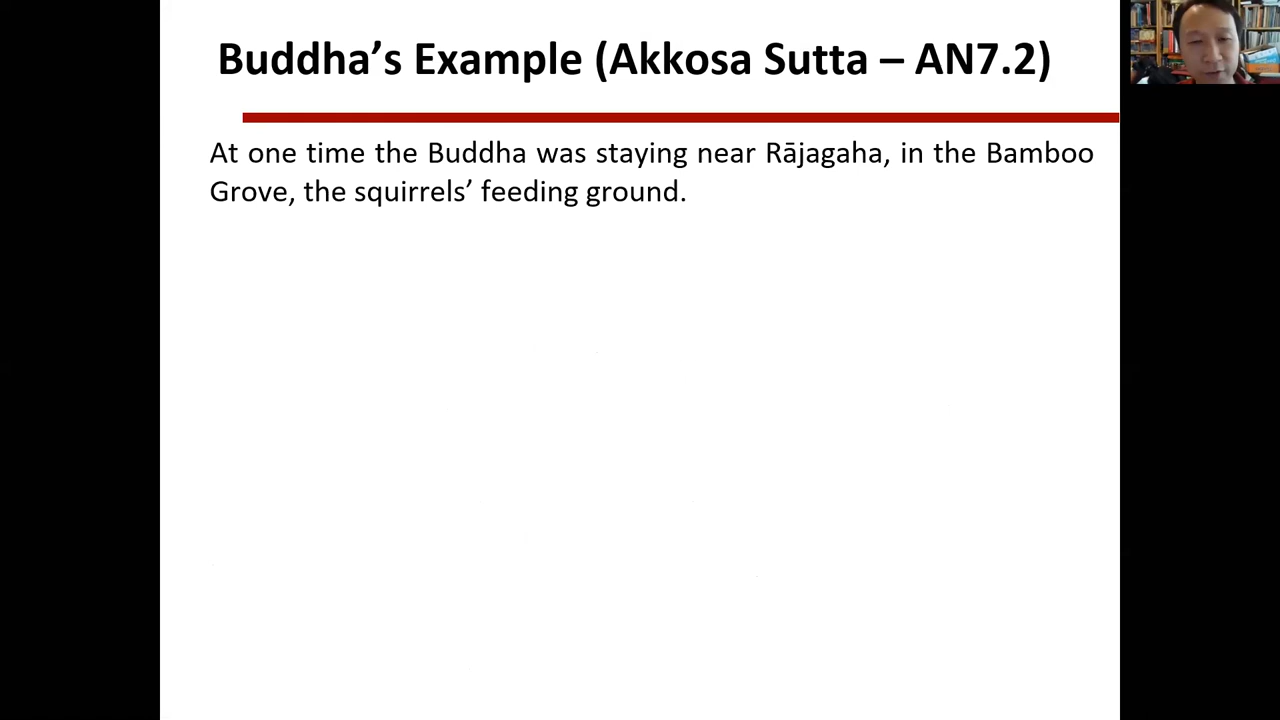 Buddha’s Example (Akkosa Sutta – AN7.2)
At one time the Buddha was staying near Rājagaha, in the Bamboo
Grove, the squirrels’ feeding ground.